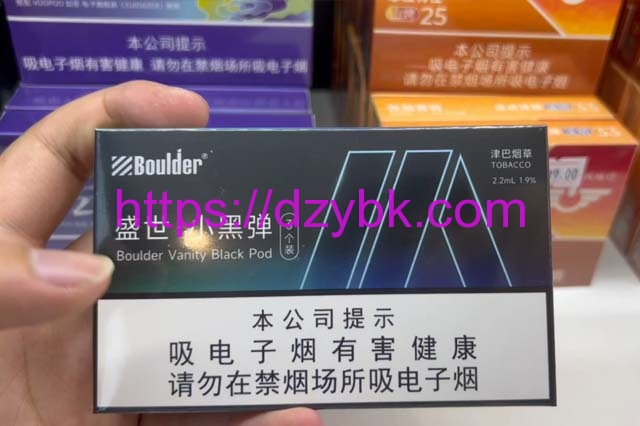 本公司提示
吸电子烟有害健康 请勿在禁烟场所吸电子烟
25
本公司提示
吸电子烟有害健康
请勿在禁烟场所吸电子烟
Boulder®
津巴烟草
TOBACCO
2.2mL 1.9%
https://dzybk.com
盛世 小黑弹
3个装
Boulder Vanity Black Pod
本公司提示
吸电子烟有害健康
请勿在禁烟场所吸电子烟